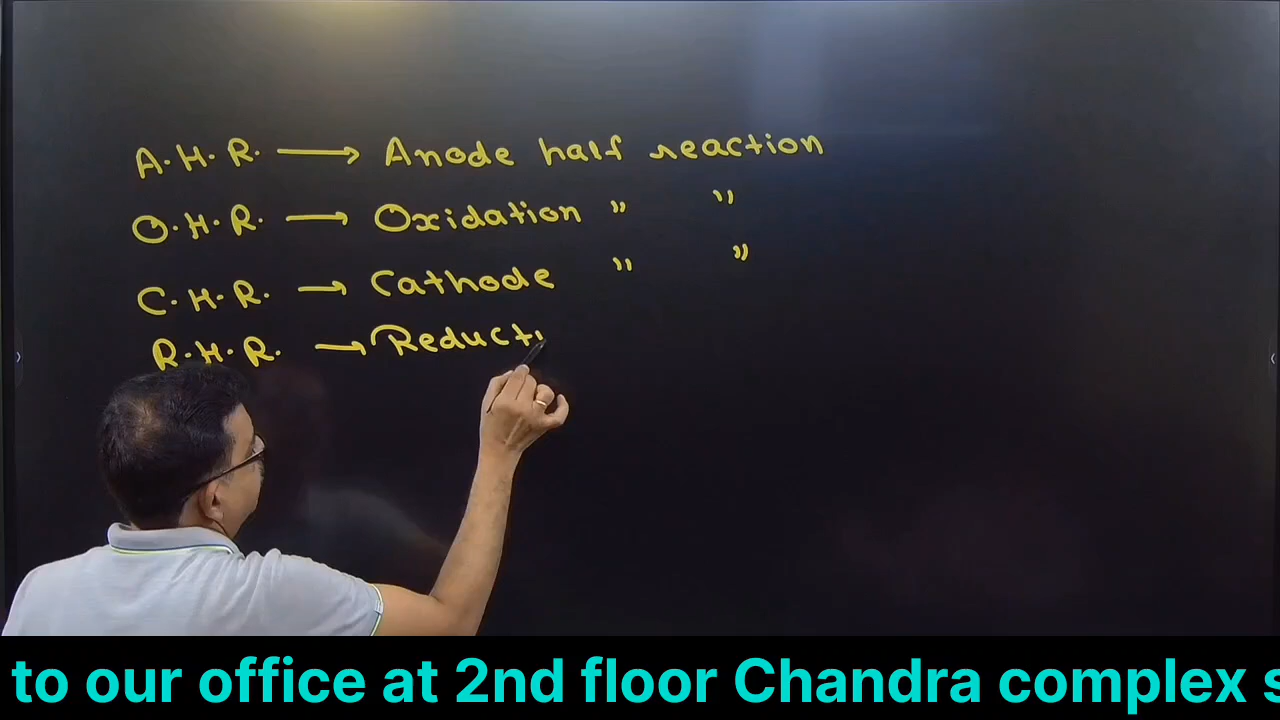 A.H.R. → Anode half reaction
O.H.R. → Oxidation " "
C.H.R. → Cathode " "
R.H.R. → Reducti
to our office at 2nd floor Chandra complex s